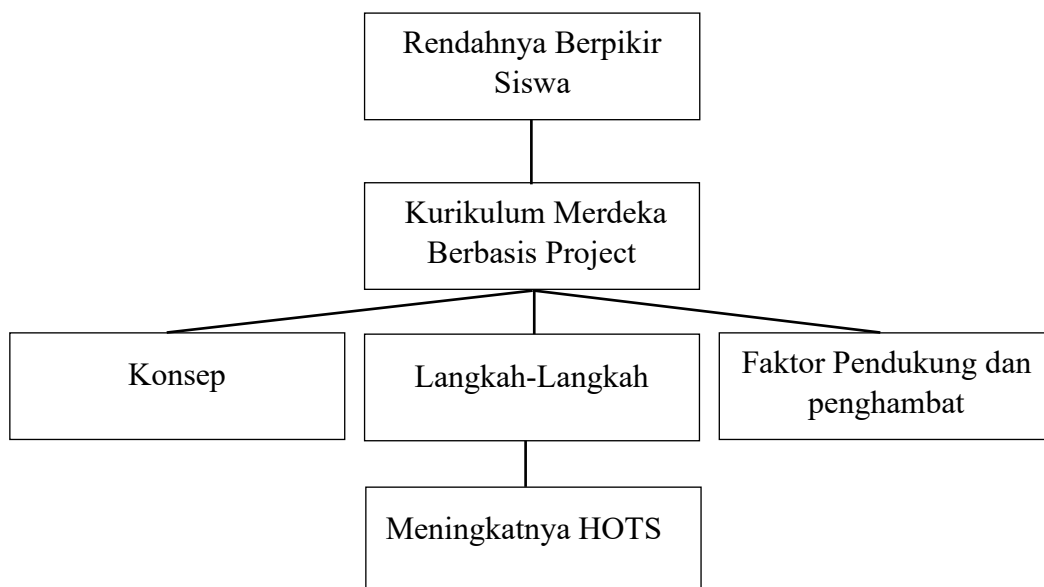 Rendahnya Berpikir
Siswa
Kurikulum Merdeka
Berbasis Project
Konsep
Langkah-Langkah
Faktor Pendukung dan
penghambat
Meningkatnya HOTS